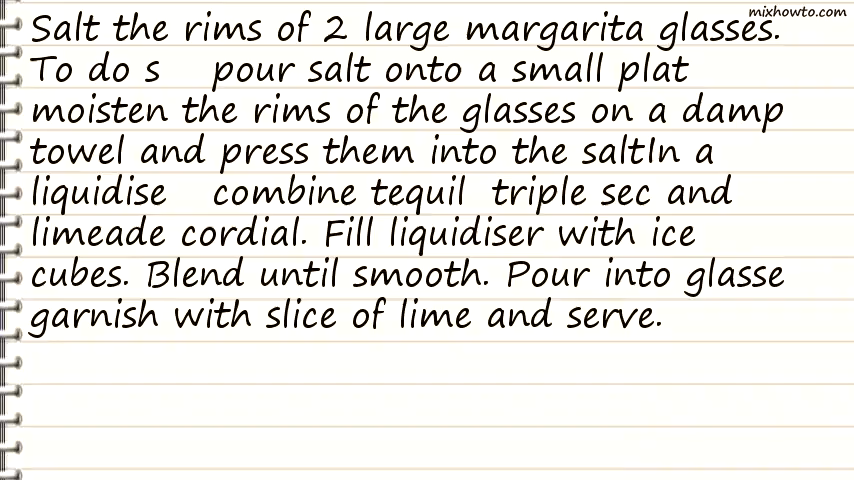 mixhowto.com
Salt the rims of 2 large margarita glasses.
To do s pour salt onto a small plat
moisten the rims of the glasses on a damp
towel and press them into the saltIn a
liquidise combine tequil triple sec and
limeade cordial. Fill liquidiser with ice
cubes. Blend until smooth. Pour into glasse
garnish with slice of lime and serve.